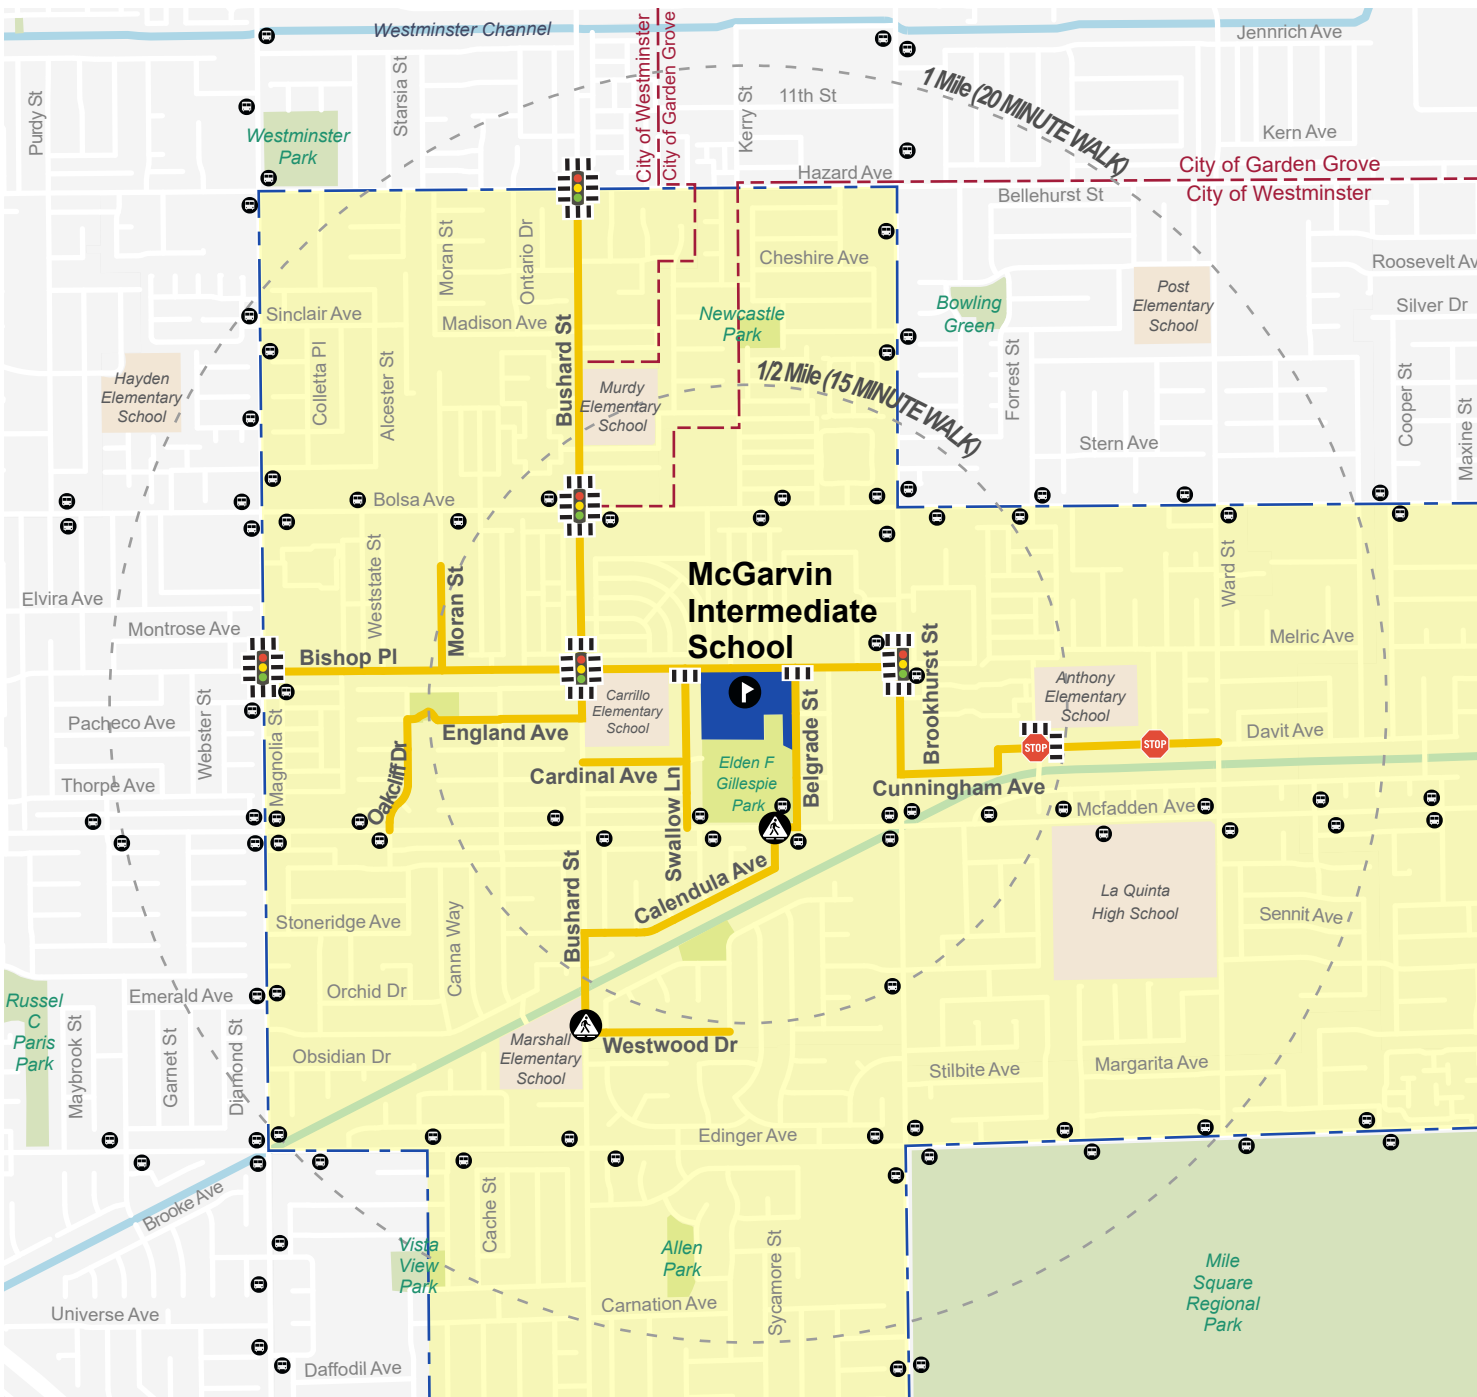 Westminster Channel
Jennrich Ave
Starsia St
City of Westminster
City of Garden Grove
Kerry St
11th St
1 Mile (20 MINUTE WALK)
Purdy St
Westminster
Park
Kern Ave
Hazard Ave
City of Garden Grove
City of Westminster
Bellehurst St
Moran St
Ontario Dr
Cheshire Ave
Roosevelt Av
Post
Elementary
School
Bowling
Green
Silver Dr
Sinclair Ave
Madison Ave
Newcastle
Park
Bushard St
Colletta Pl
Alcester St
Hayden
Elementary
School
Murdy
Elementary
School
1/2 Mile (15 MINUTE WALK)
Forrest St
Cooper St
Maxine St
Stern Ave
Bolsa Ave
Weststate St
Moran St
McGarvin
Intermediate
School
Ward St
Elvira Ave
Montrose Ave
Melric Ave
Bishop Pl
Brookhurst St
Webster St
Magnolia St
Pacheco Ave
Carrillo
Elementary
School
Anthony
Elementary
School
England Ave
Belgrade St
Davit Ave
STOP
STOP
Oakcliff Dr
Cardinal Ave
Swallow Ln
Elden F
Gillespie
Park
Thorpe Ave
Cunningham Ave
Mcfadden Ave
Calendula Ave
Bushard St
La Quinta
High School
Stoneridge Ave
Canna Way
Sennit Ave
Orchid Dr
Emerald Ave
Russel
C
Paris
Park
Maybrook St
Garnet St
Diamond St
Obsidian Dr
Marshall
Elementary
School
Westwood Dr
Stilbite Ave
Margarita Ave
Edinger Ave
Brooke Ave
Cache St
Vista
View
Park
Allen
Park
Sycamore St
Mile
Square
Regional
Park
Universe Ave
Carnation Ave
Daffodil Ave